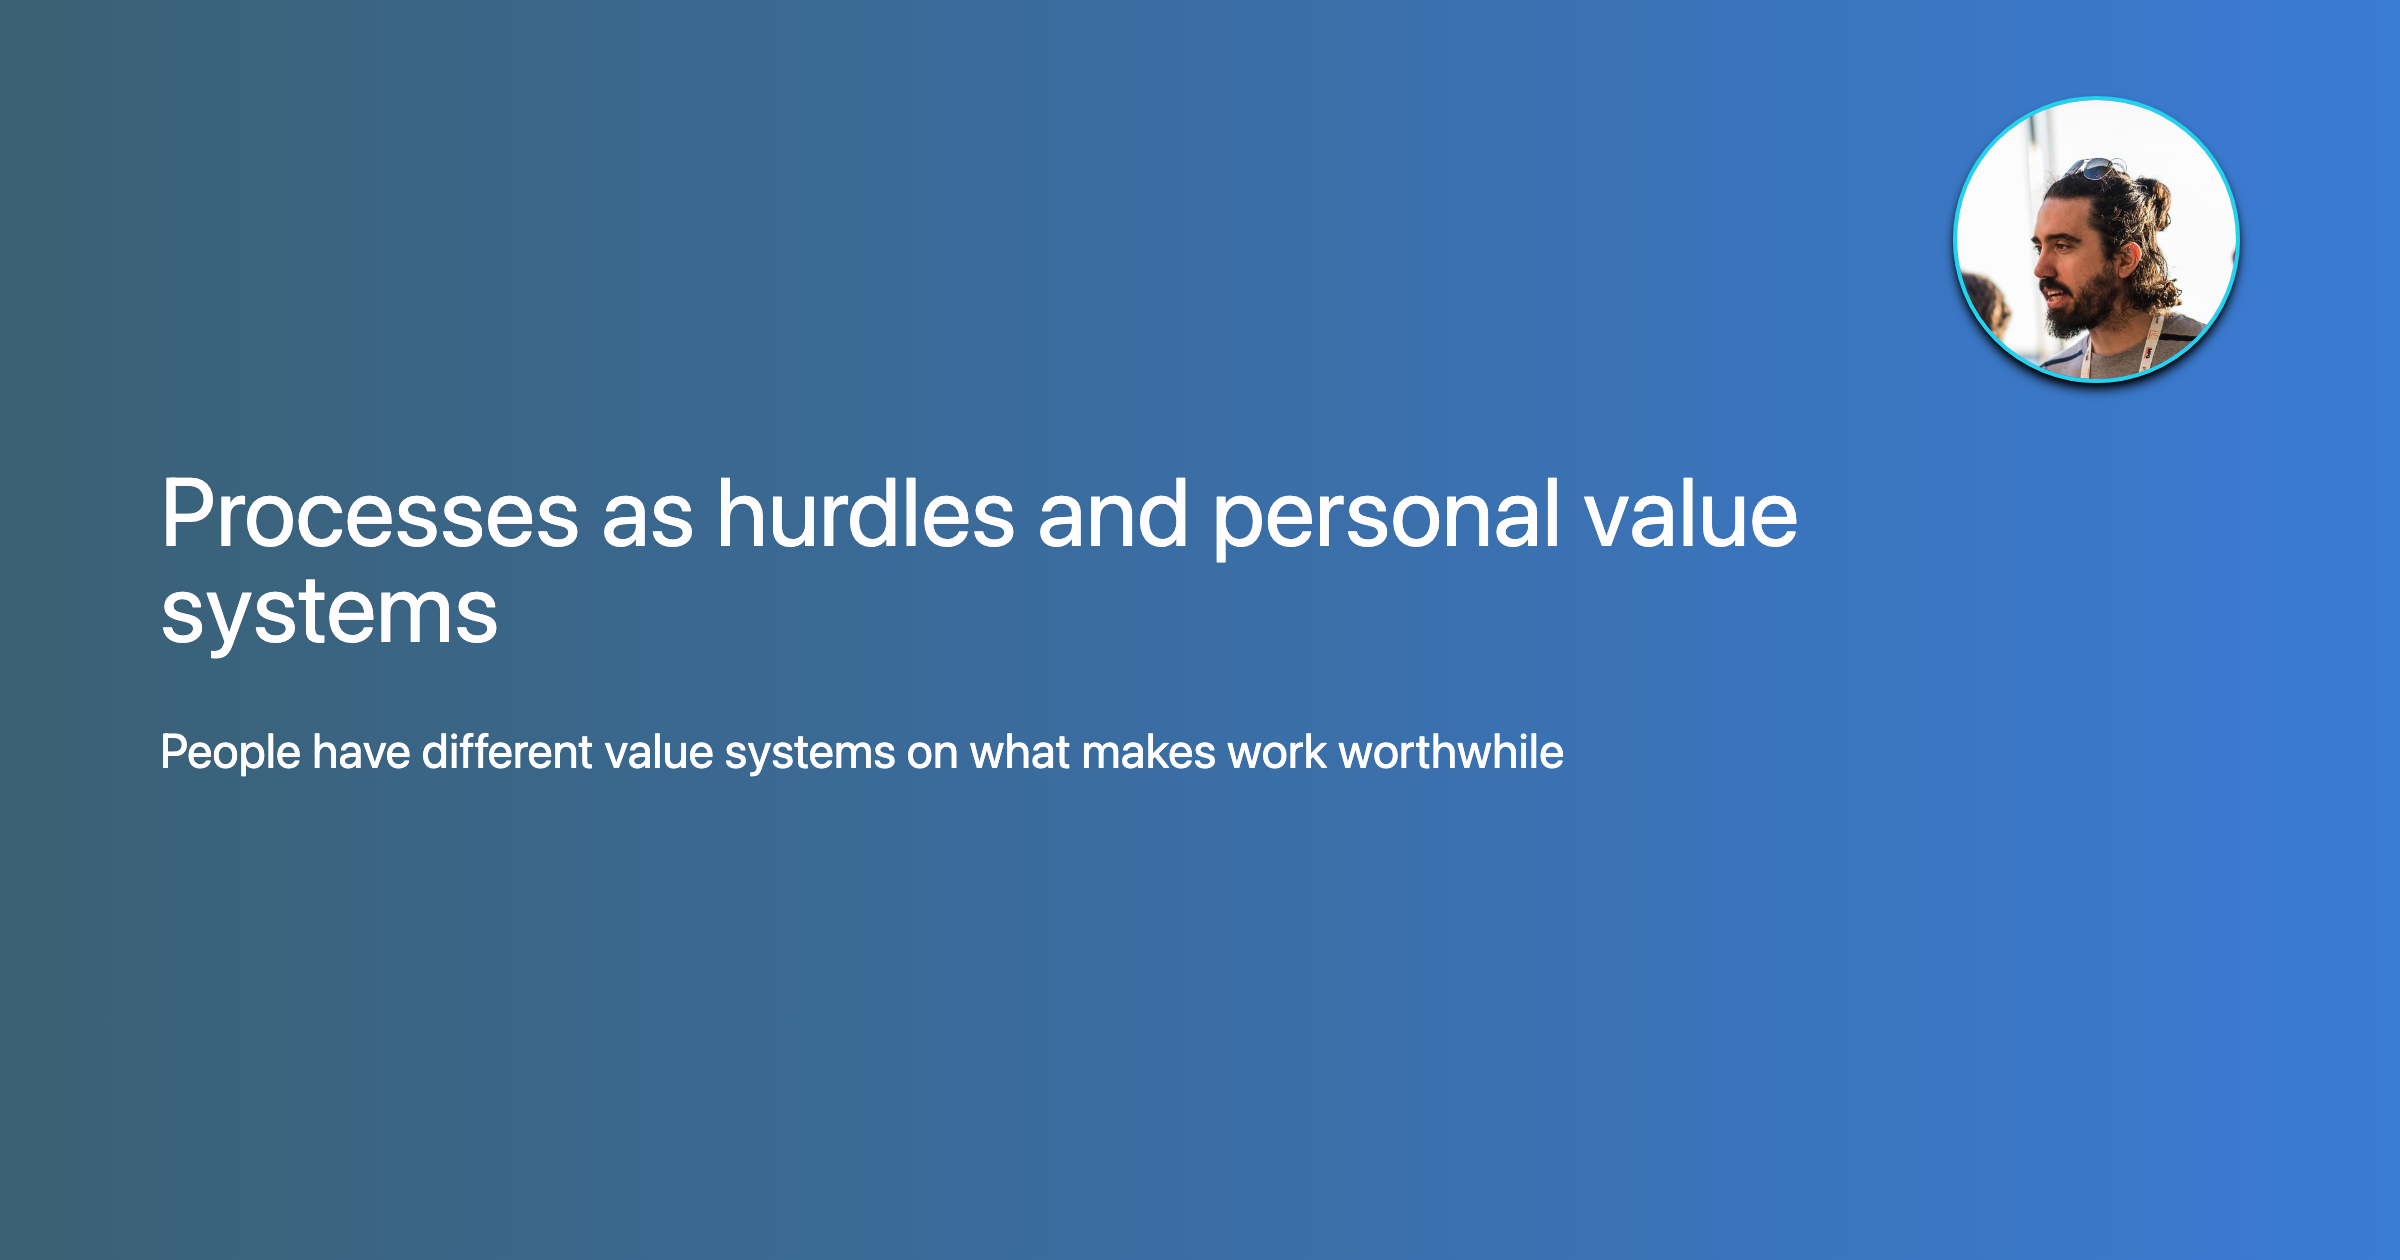 Processes as hurdles and personal value
systems
People have different value systems on what makes work worthwhile